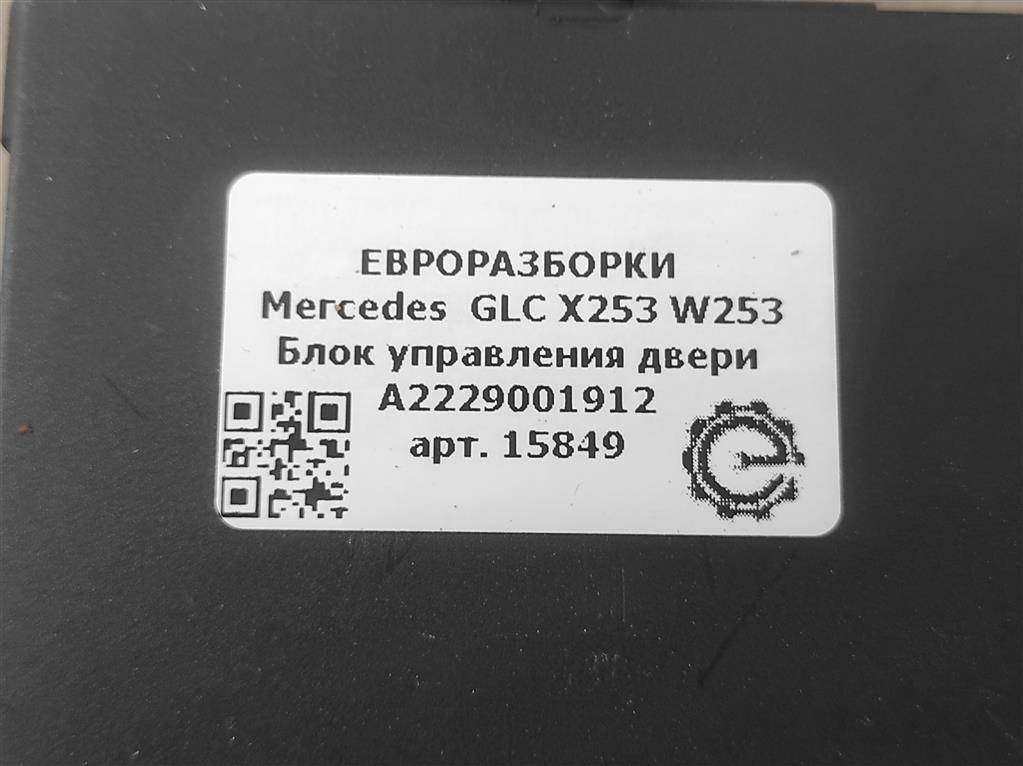 ЕВРОРАЗБОРКИ
Mercedes GLC X253 W253
Блок управления двери
A2229001912
арт. 15849